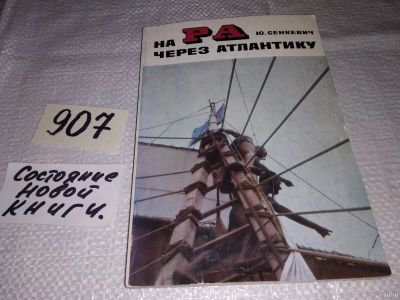 НА РА Ю. СЕНКЕВИЧ
ЧЕРЕЗ АТЛАНТИКУ
907
Состояние
новой
книги.